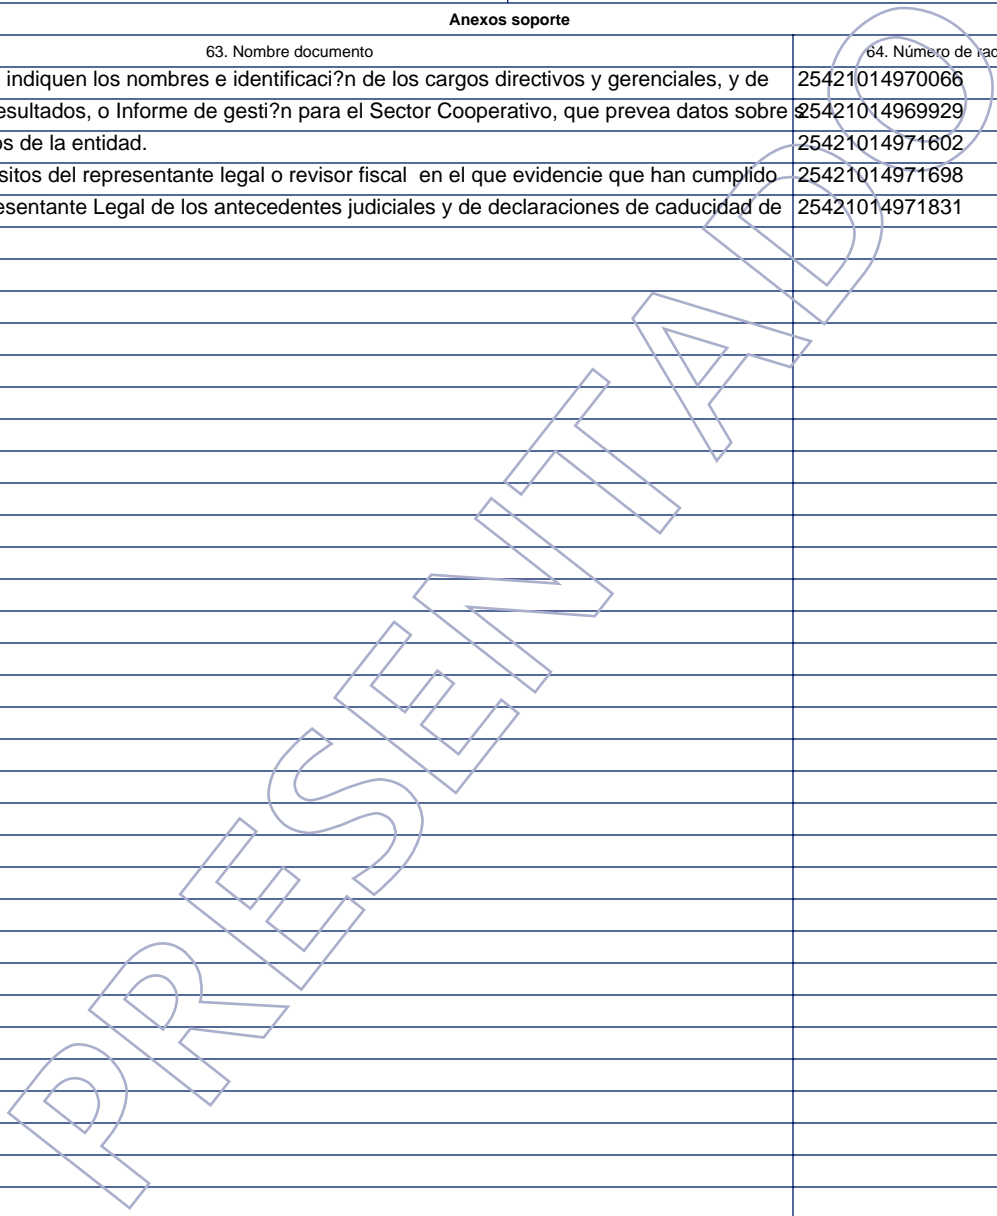 Anexos soporte
63. Nombre documento 64. Número de rad
indiquen los nombres e identificaci?n de los cargos directivos y gerenciales, y de 254210149​70066
esultados, o Informe de gesti?n para el Sector Cooperativo, que prevea datos sobre s 25421014969929
os de la entidad. 25421014971602
sitos del representante legal o revisor fiscal en el que evidencie que han cumplido 25421014971698
esentante Legal de los antecedentes judiciales y de declaraciones de caducidad de 25421014971831
PRESENTADO